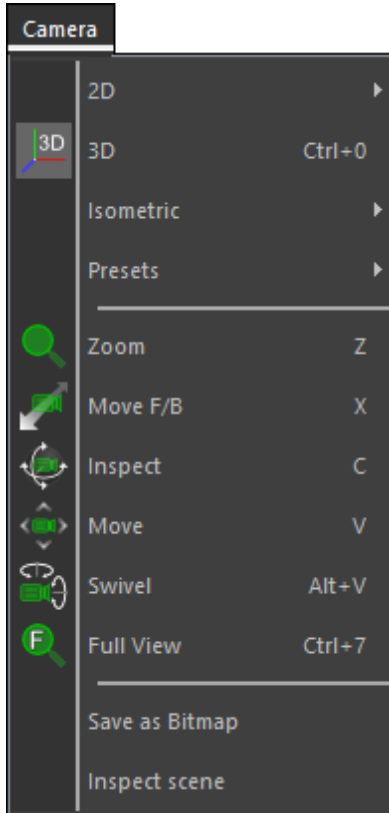 Camera
2D
3D 3D Ctrl+0
Isometric
Presets
Zoom Z
Move F/B X
Inspect C
Move V
Swivel Alt+V
F Full View Ctrl+7
Save as Bitmap
Inspect scene